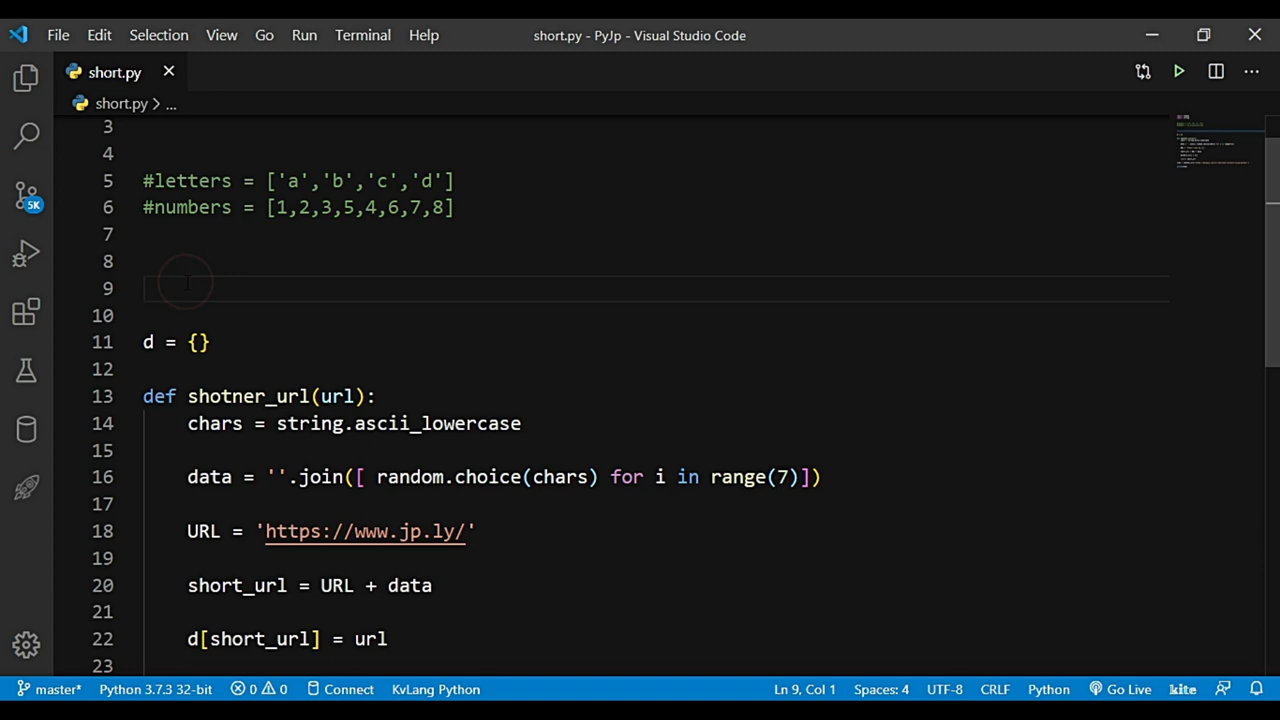 File Edit Selection View Go Run Terminal Help short.py - PyJp - Visual Studio Code
short.py
short.py > ...
3
4
5 #letters = ['a','b','c','d']
6 #numbers = [1,2,3,5,4,6,7,8]
7
8
9
10
11 d = {}
12
13 def shotner_url(url):
14 chars = string.ascii_lowercase
15
16 data = ''.join([ random.choice(chars) for i in range(7)])
17
18 URL = 'https://www.jp.ly/'
19
20 short_url = URL + data
21
22 d[short_url] = url
23
5K
master* Python 3.7.3 32-bit 0 0 Connect KvLang Python Ln 9, Col 1 Spaces: 4 UTF-8 CRLF Python Go Live kite